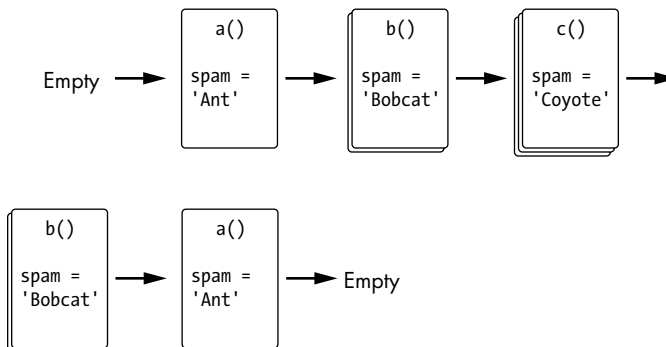 Empty
a()
spam =
'Ant'
b()
spam =
'Bobcat'
c()
spam =
'Coyote'
b()
spam =
'Bobcat'
a()
spam =
'Ant'
Empty